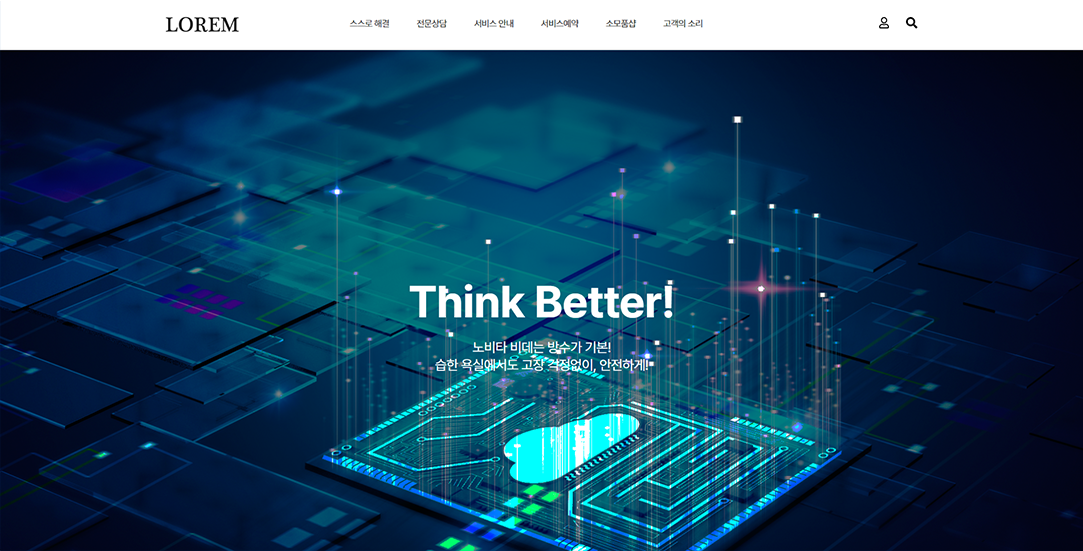 LOREM
스스로 해결 전문상담 서비스 안내 서비스예약 소모품샵 고객의 소리
Think Better!
노비타 비데는 방수가 기본!
습한 욕실에서도 고장 걱정없이, 안전하게!